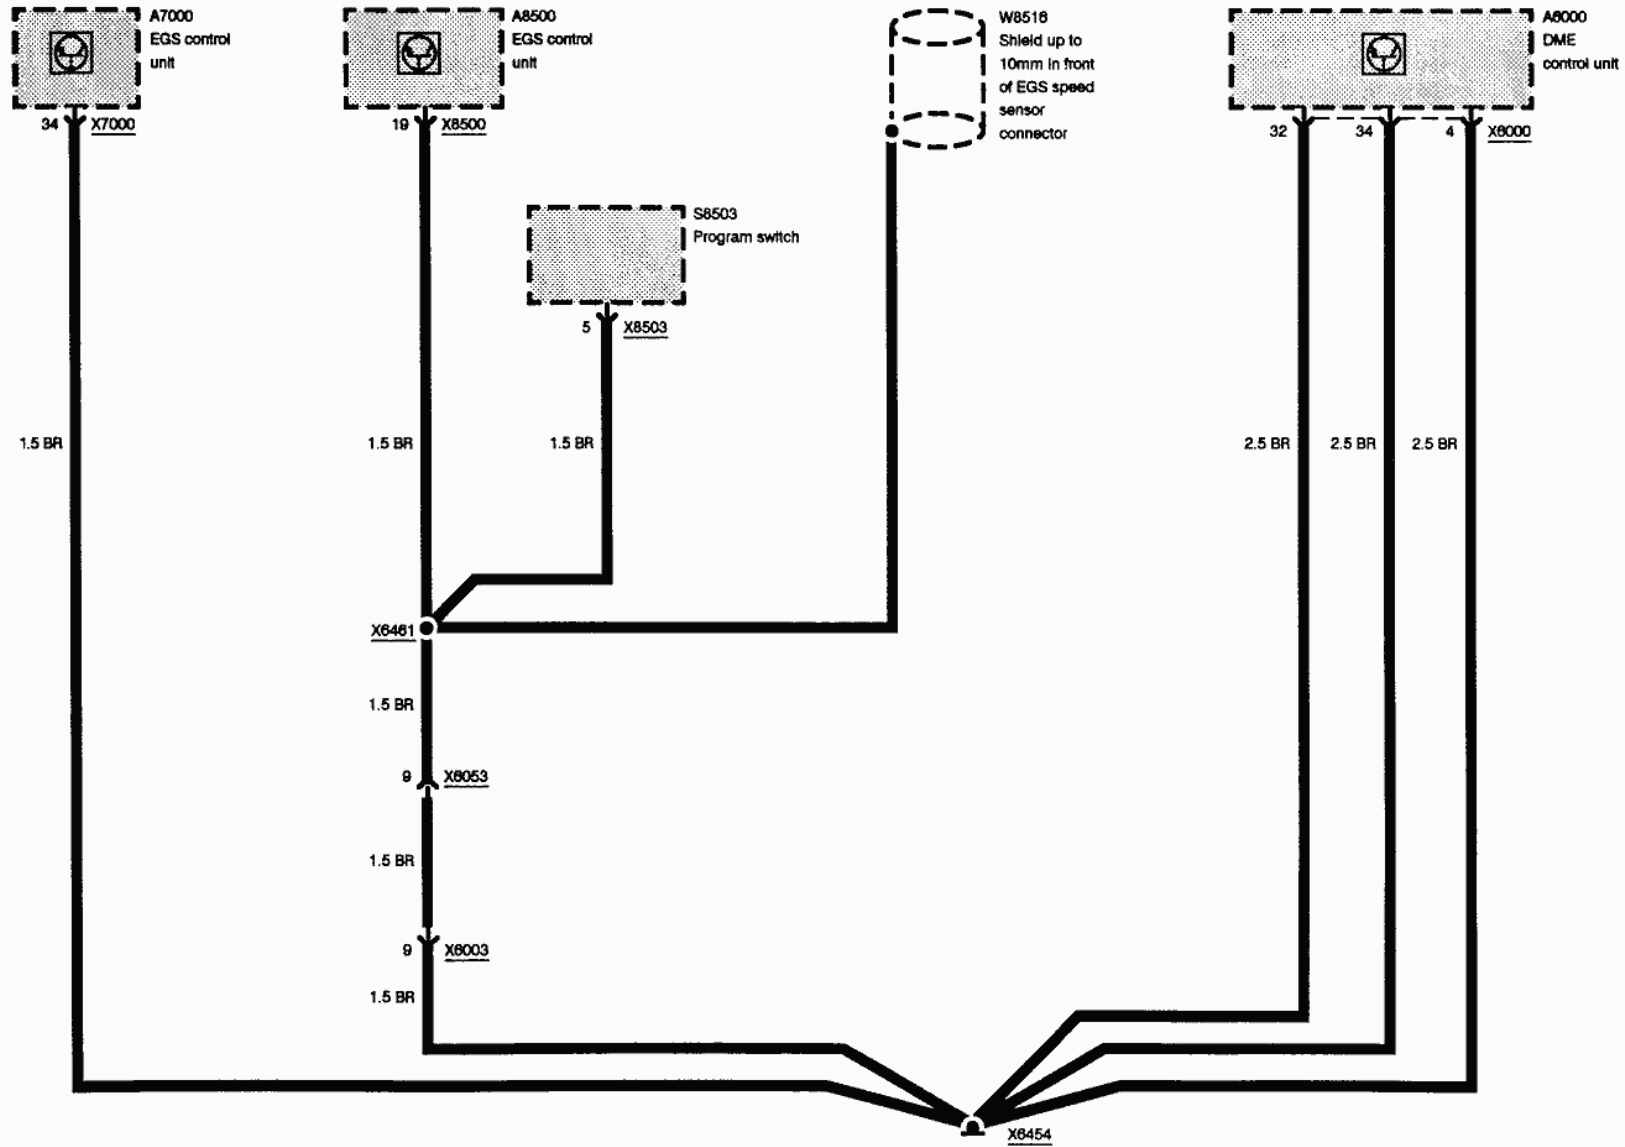 A7000
EGS control
unit
34 X7000
A8500
EGS control
unit
19 X8500
W8516
Shield up to
10mm in front
of EGS speed
sensor
connector
A6000
DME
control unit
32 34 4 X6000
S8503
Program switch
5 X8503
1.5 BR
1.5 BR
1.5 BR
2.5 BR
2.5 BR
2.5 BR
X6461
1.5 BR
9 X6053
1.5 BR
9 X6003
1.5 BR
X6454